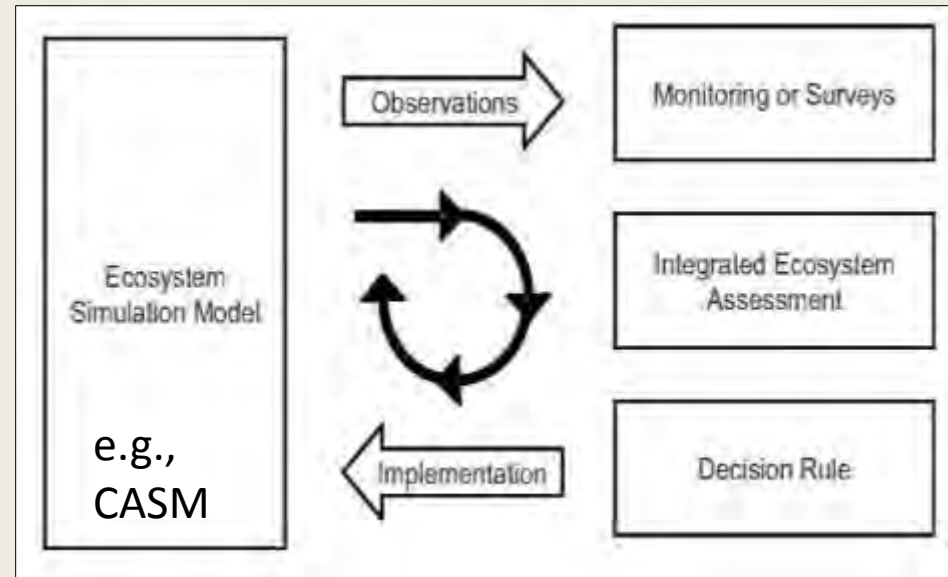 Observations
Monitoring or Surveys
Ecosystem
Simulation Model
Integrated Ecosystem
Assessment
e.g.,
CASM
Implementation
Decision Rule